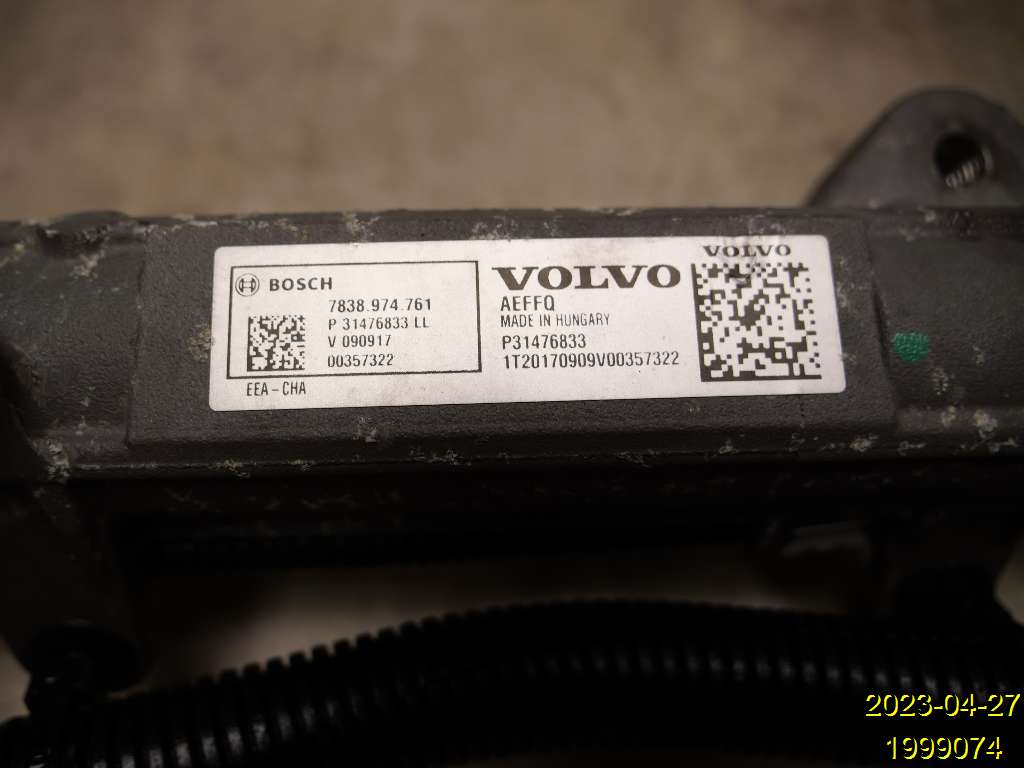 BOSCH
7838.974.761
P 31476833 LL
V 090917
00357322
EEA-CHA
VOLVO
AEFFQ
MADE IN HUNGARY
P31476833
1T20170909V00357322
VOLVO
2023-04-27
1999074